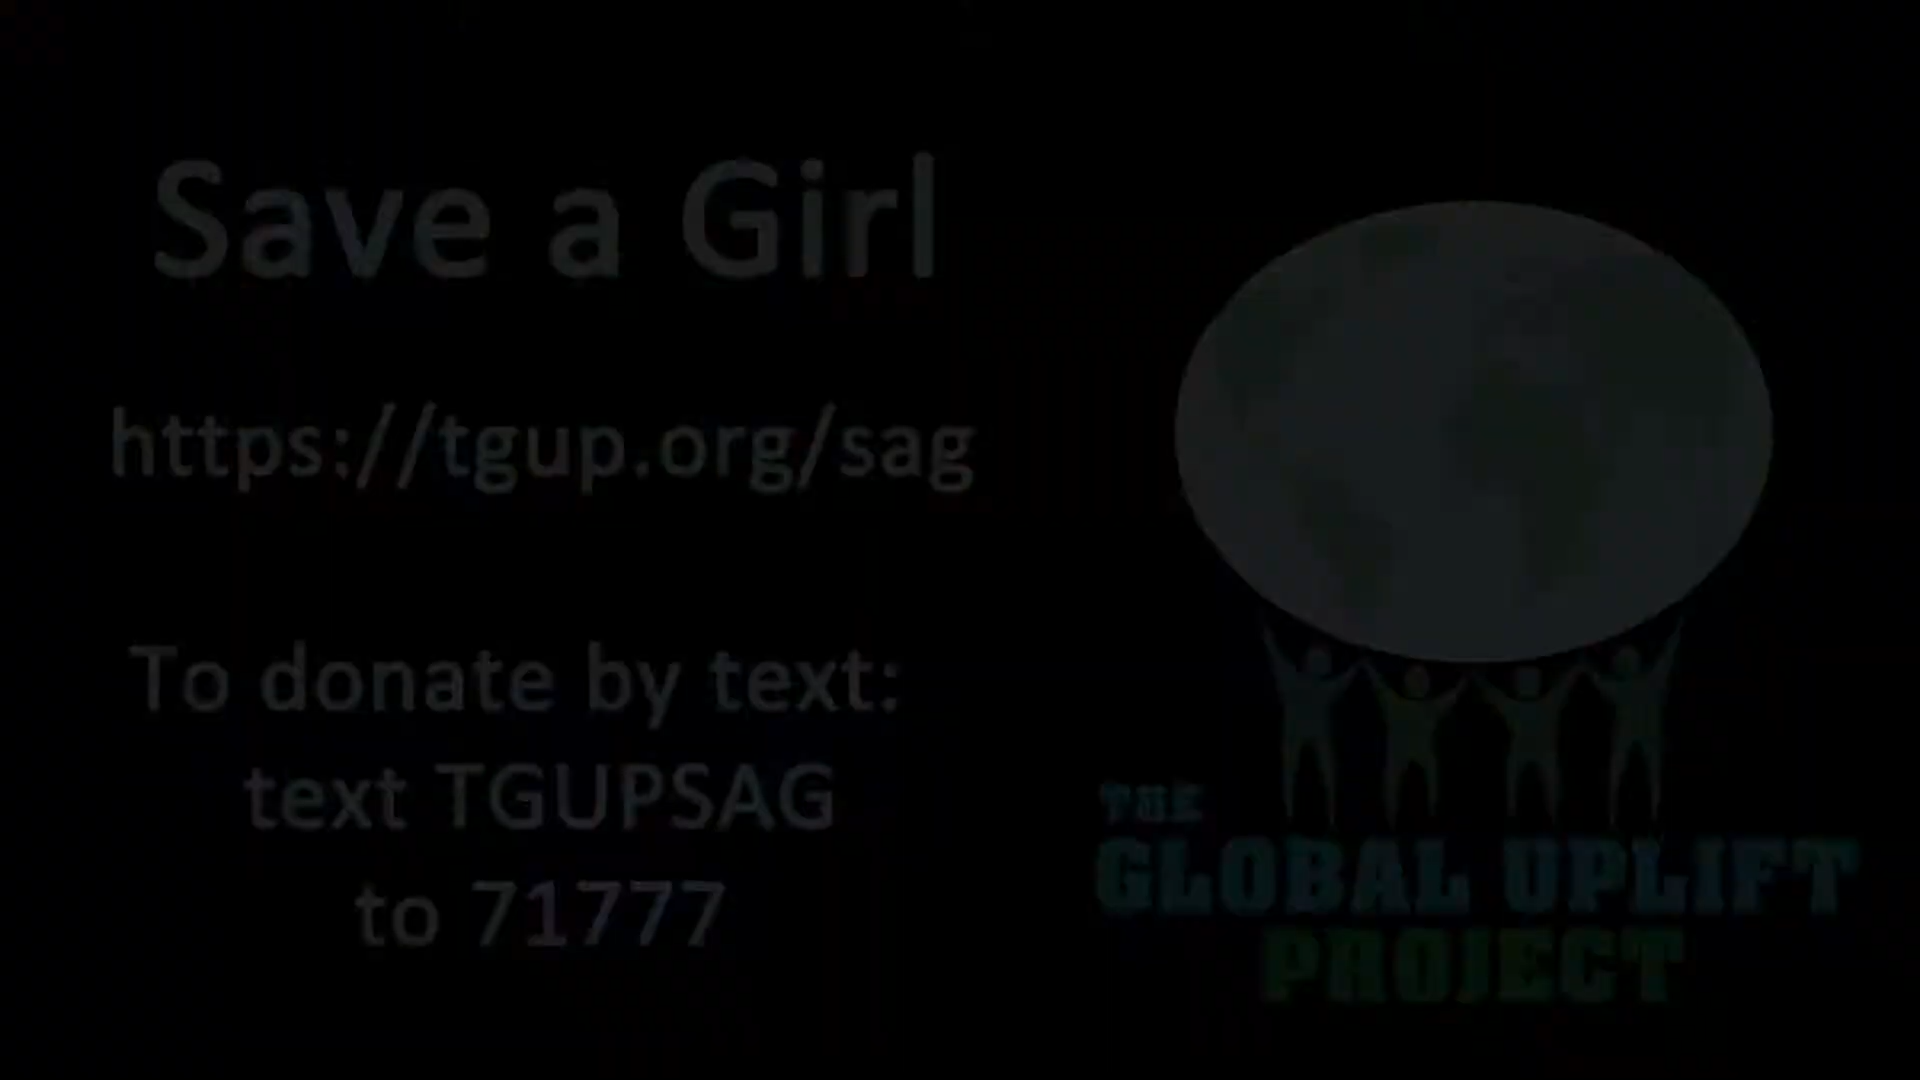 Save a Girl
https://tgup.org/sag
To donate by text:
text TGUPSAG
to 71777
THE
GLOBAL UPLIFT
PROJECT